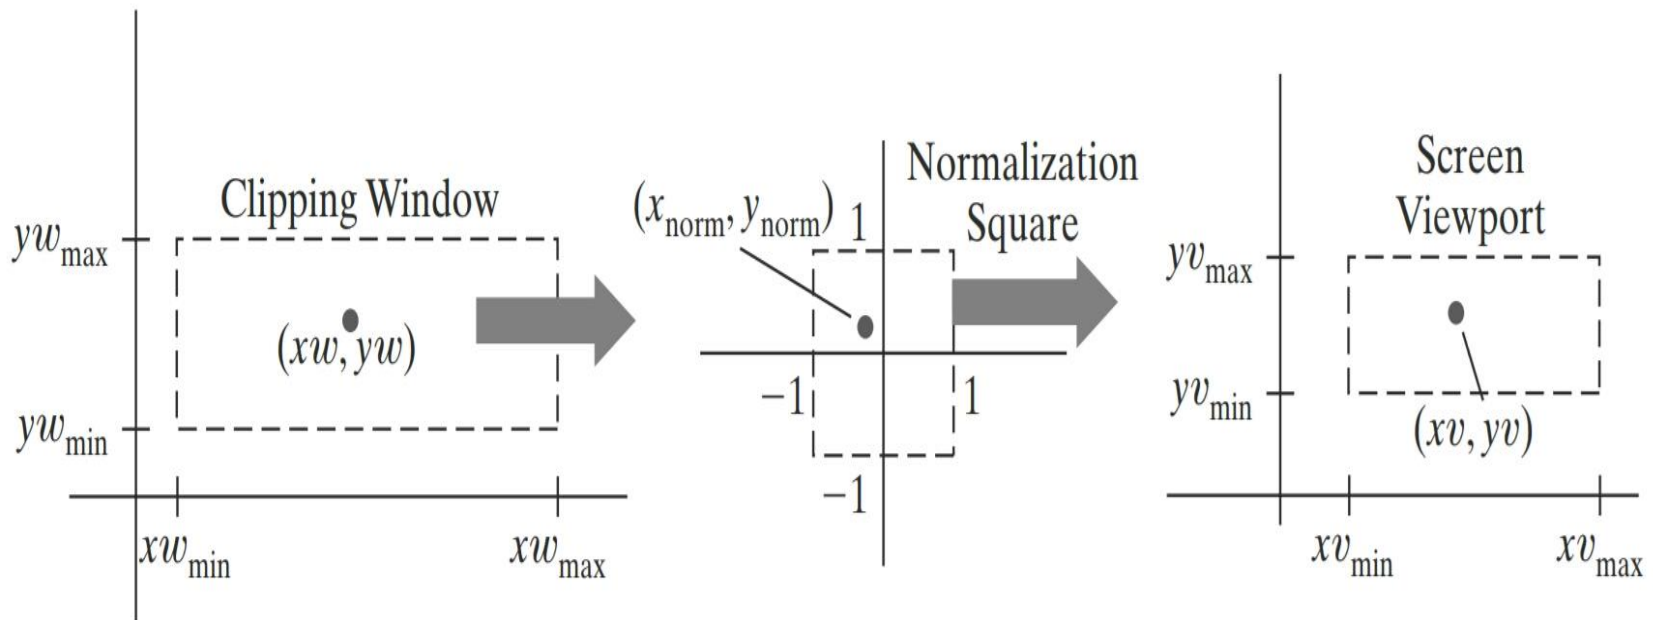 Clipping Window
yw_max
(xw, yw)
yw_min
xw_min
xw_max
Normalization
Square
(x_norm, y_norm)
1
−1
1
−1
Screen
Viewport
yv_max
yv_min
(xv, yv)
xv_min
xv_max